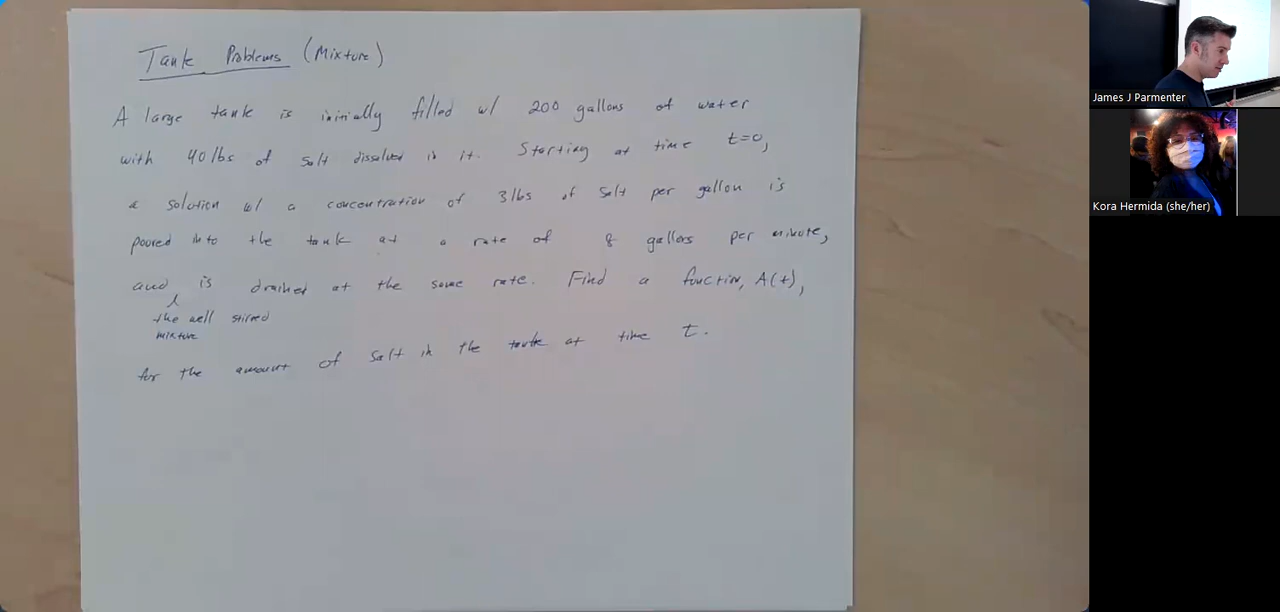 Tank Problems (Mixture)
A large tank is initially filled w/ 200 gallons of water
with 40 lbs of salt dissolved in it. Starting at time t=0,
a solution w/ a concentration of 3 lbs of salt per gallon is
poured into the tank at a rate of 8 gallons per minute,
and is drained at the same rate. Find a function, A(t),
the well stirred
mixture
for the amount of salt in the tank at time t.
James J Parmenter
Kora Hermida (she/her)